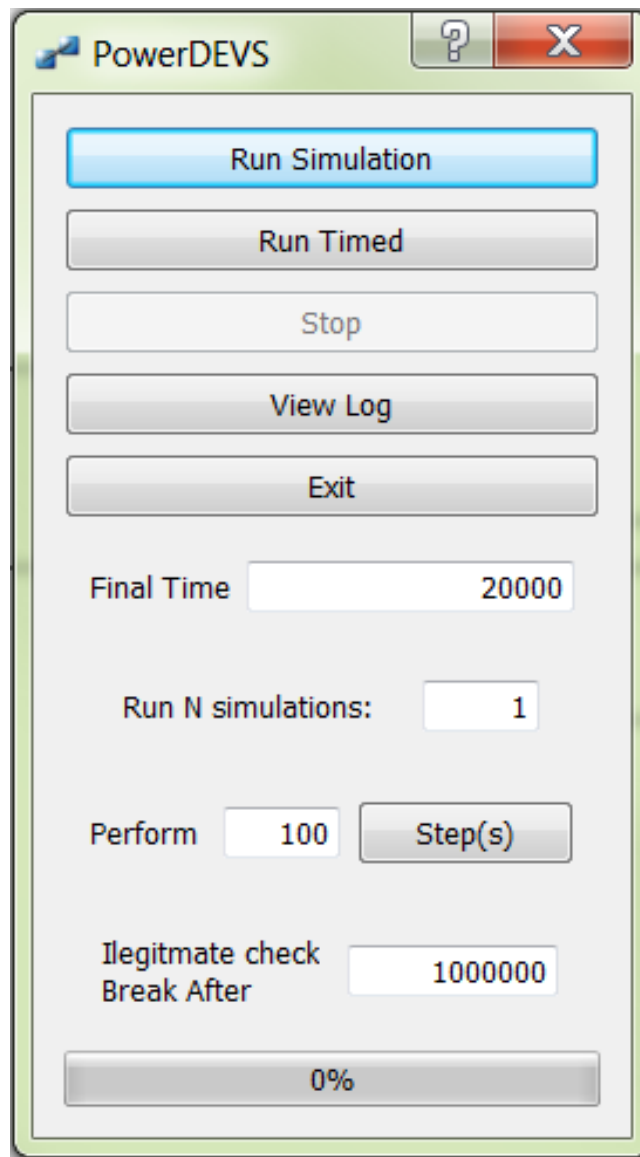 PowerDEVS
Run Simulation
Run Timed
Stop
View Log
Exit
Final Time 20000
Run N simulations: 1
Perform 100 Step(s)
Ilegitmate check
Break After 1000000
0%